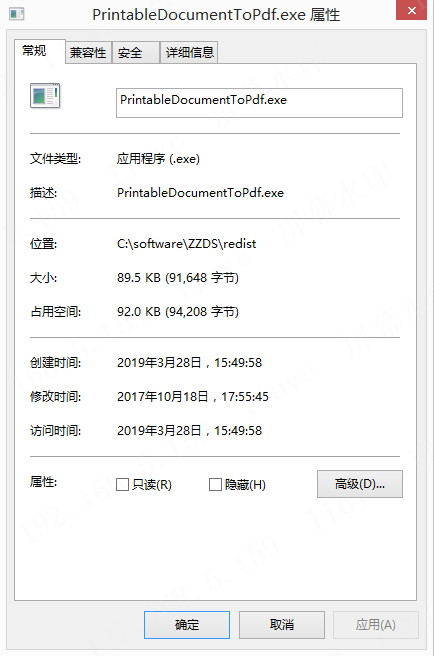 PrintableDocumentToPdf.exe 属性
常规 兼容性 安全 详细信息
PrintableDocumentToPdf.exe
文件类型: 应用程序 (.exe)
描述: PrintableDocumentToPdf.exe
位置: C:\software\ZZDS\redist
大小: 89.5 KB (91,648 字节)
占用空间: 92.0 KB (94,208 字节)
创建时间: 2019年3月28日，15:49:58
修改时间: 2017年10月18日，17:55:45
访问时间: 2019年3月28日，15:49:58
属性: 只读(R) 隐藏(H) 高级(D)...
确定 取消 应用(A)